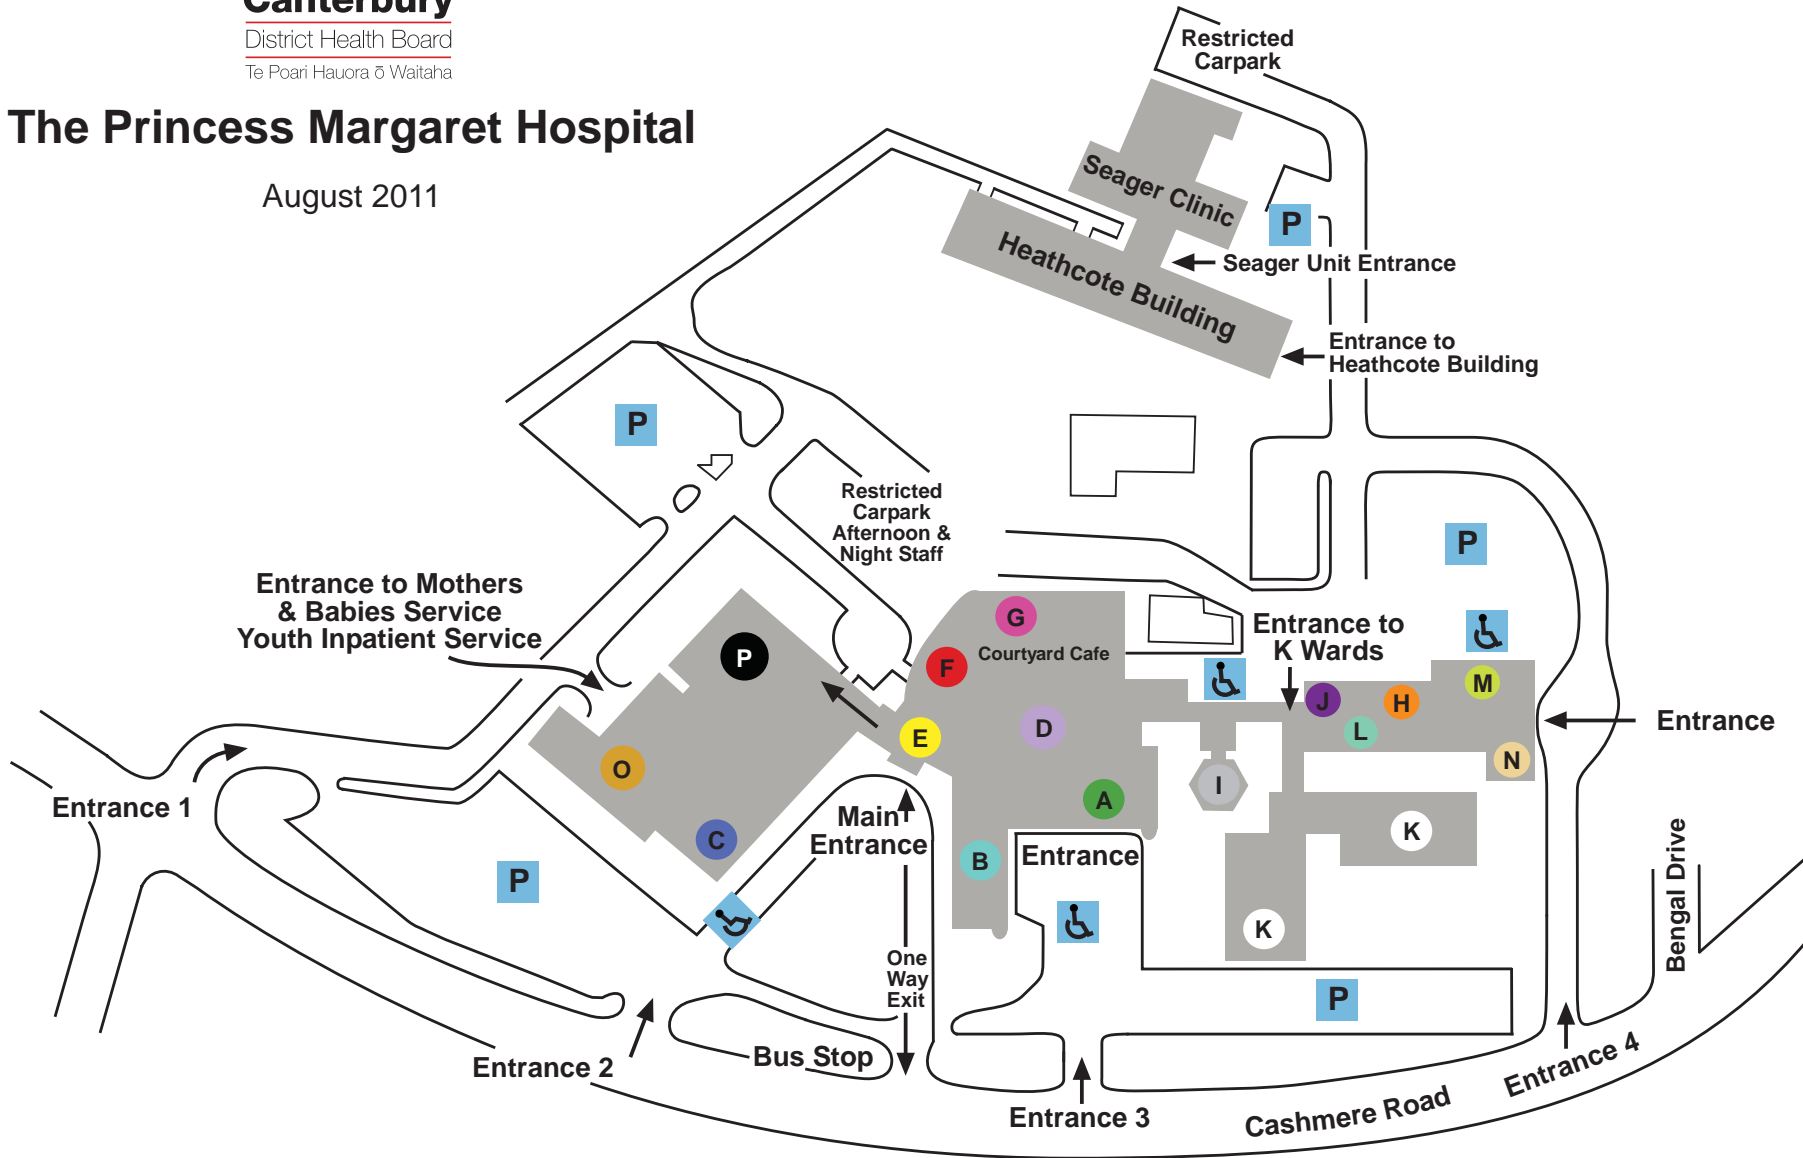 Canterbury
District Health Board
Te Poari Hauora ō Waitaha
The Princess Margaret Hospital
August 2011
Restricted
Carpark
Seager Clinic
P
Heathcote Building
Seager Unit Entrance
Entrance to
Heathcote Building
P
Restricted
Carpark
Afternoon &
Night Staff
P
Entrance to Mothers
& Babies Service
Youth Inpatient Service
P
G
F
Courtyard Cafe
Entrance to
K Wards
J
H
M
L
N
Entrance
E
D
O
I
A
C
B
K
K
Entrance 1
Main
Entrance
Entrance
P
One
Way
Exit
P
Bengal Drive
Entrance 2
Bus Stop
Entrance 3
Cashmere Road
Entrance 4